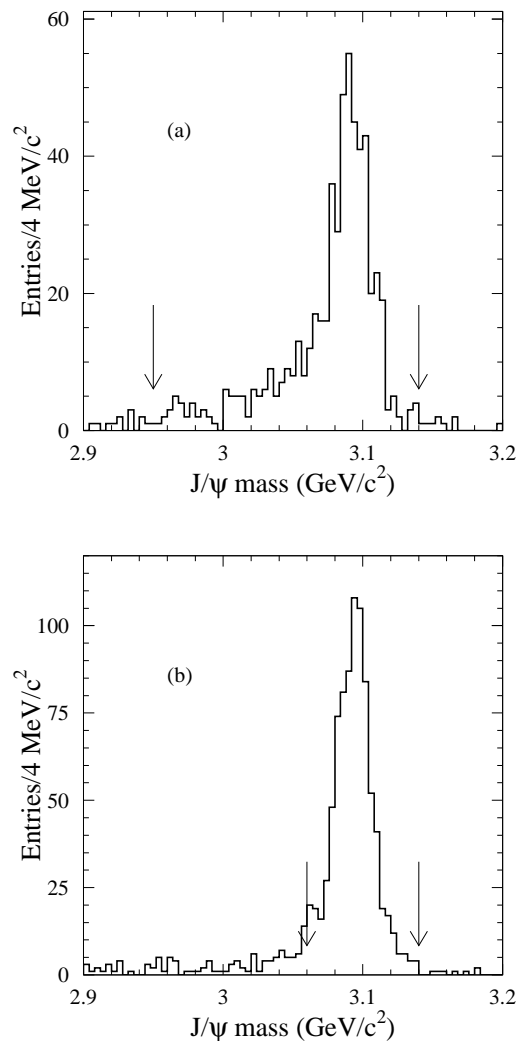 60
40
20
0
Entries/4 MeV/c²
(a)
2.9 3 3.1 3.2
J/ψ mass (GeV/c²)
100
75
50
25
0
Entries/4 MeV/c²
(b)
2.9 3 3.1 3.2
J/ψ mass (GeV/c²)